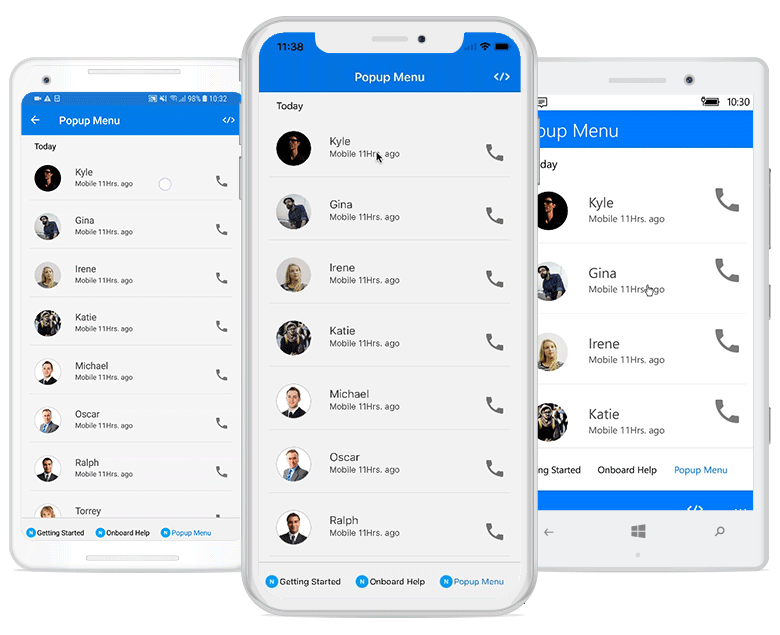 10:32
98%
Popup Menu
</>
Today
Kyle
Mobile 11Hrs. ago
Gina
Mobile 11Hrs. ago
Irene
Mobile 11Hrs. ago
Katie
Mobile 11Hrs. ago
Michael
Mobile 11Hrs. ago
Oscar
Mobile 11Hrs. ago
Ralph
Mobile 11Hrs. ago
Torrey
N Getting Started N Onboard Help N Popup Menu
11:38
Popup Menu </>
Today
Kyle
Mobile 11Hrs. ago
Gina
Mobile 11Hrs. ago
Irene
Mobile 11Hrs. ago
Katie
Mobile 11Hrs. ago
Michael
Mobile 11Hrs. ago
Oscar
Mobile 11Hrs. ago
Ralph
Mobile 11Hrs. ago
N Getting Started N Onboard Help N Popup Menu
10:30
opup Menu
day
Kyle
Mobile 11Hrs. ago
Gina
Mobile 11Hrs. ago
Irene
Mobile 11Hrs. ago
Katie
Mobile 11Hrs. ago
ng Started Onboard Help Popup Menu
</>